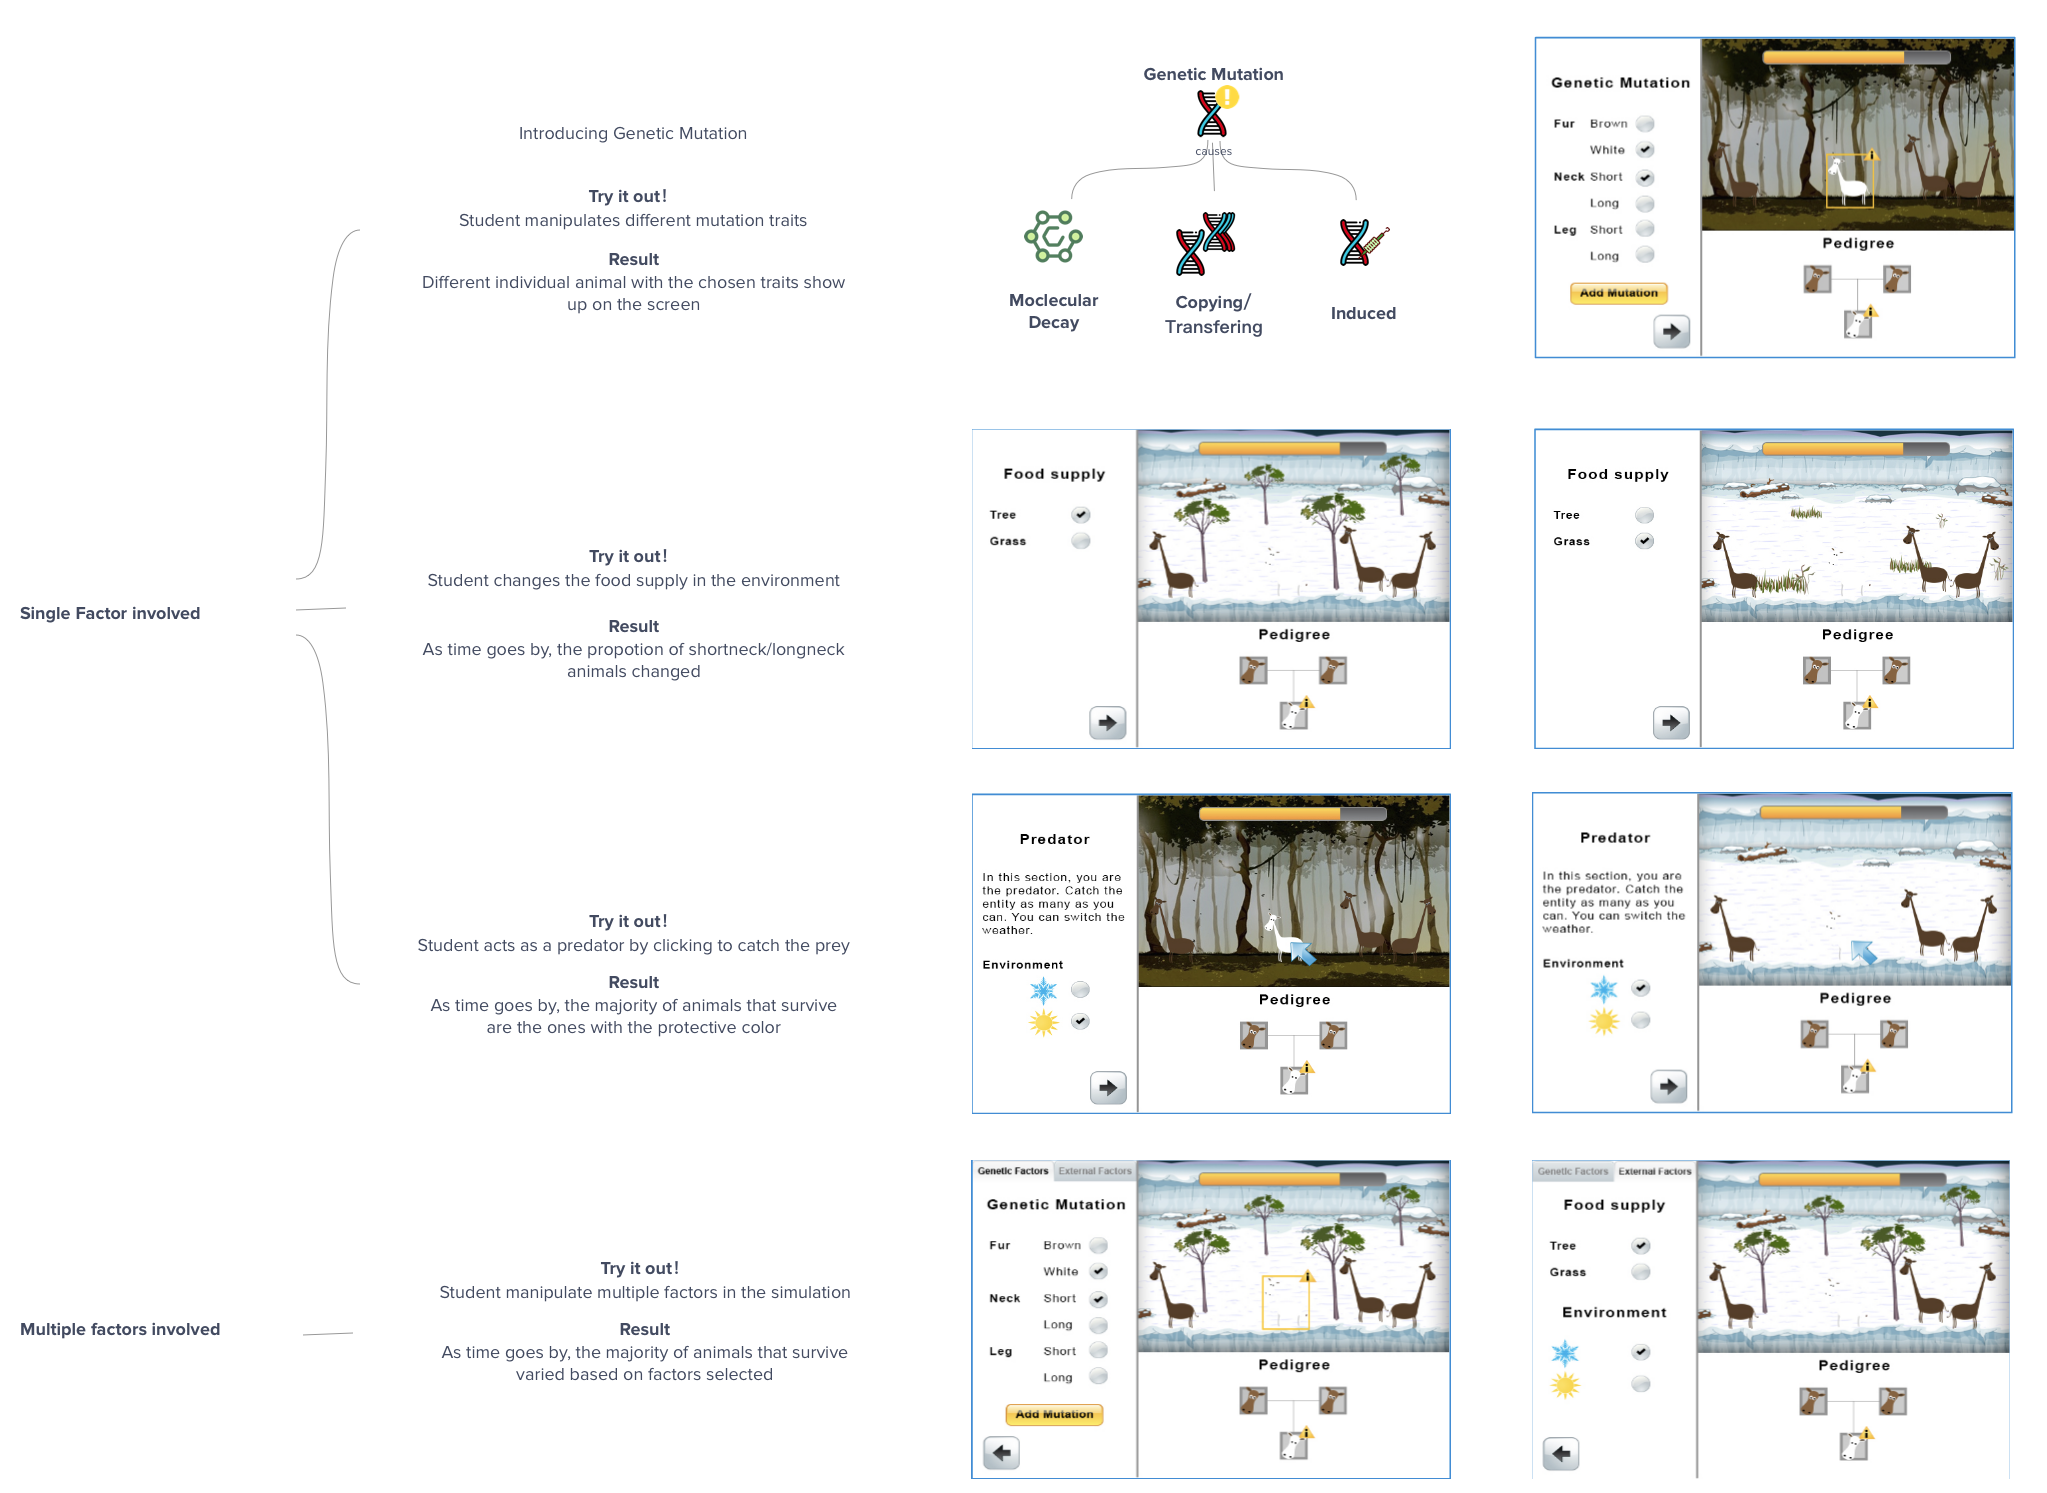 Introducing Genetic Mutation
Try it out!
Student manipulates different mutation traits
Result
Different individual animal with the chosen traits show
up on the screen
Genetic Mutation
causes
Moclecular
Decay
Copying/
Transfering
Induced
Genetic Mutation
Fur Brown
White
Neck Short
Long
Leg Short
Long
Add Mutation
Pedigree
Single Factor involved
Try it out!
Student changes the food supply in the environment
Result
As time goes by, the propotion of shortneck/longneck
animals changed
Food supply
Tree
Grass
Pedigree
Food supply
Tree
Grass
Pedigree
Try it out!
Student acts as a predator by clicking to catch the prey
Result
As time goes by, the majority of animals that survive
are the ones with the protective color
Predator
In this section, you are
the predator. Catch the
entity as many as you
can. You can switch the
weather.
Environment
Pedigree
Predator
In this section, you are
the predator. Catch the
entity as many as you
can. You can switch the
weather.
Environment
Pedigree
Multiple factors involved
Try it out!
Student manipulate multiple factors in the simulation
Result
As time goes by, the majority of animals that survive
varied based on factors selected
Genetic Factors External Factors
Genetic Mutation
Fur Brown
White
Neck Short
Long
Leg Short
Long
Add Mutation
Pedigree
Genetic Factors External Factors
Food supply
Tree
Grass
Environment
Pedigree